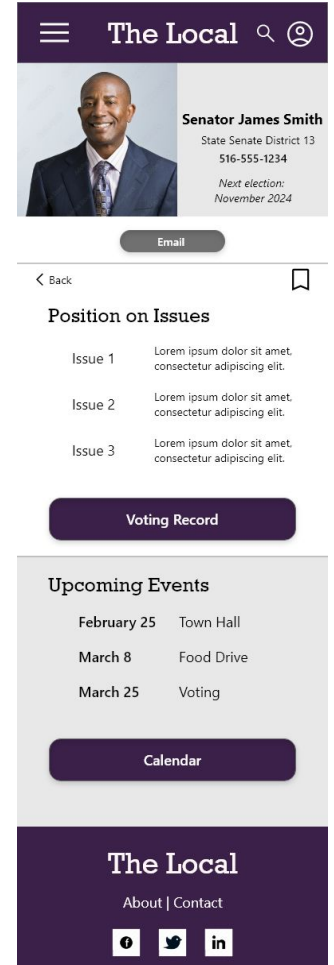 The Local
Senator James Smith
State Senate District 13
516-555-1234
Next election:
November 2024
Email
Back
Position on Issues
Issue 1
Lorem ipsum dolor sit amet,
consectetur adipiscing elit.
Issue 2
Lorem ipsum dolor sit amet,
consectetur adipiscing elit.
Issue 3
Lorem ipsum dolor sit amet,
consectetur adipiscing elit.
Voting Record
Upcoming Events
February 25 Town Hall
March 8 Food Drive
March 25 Voting
Calendar
The Local
About | Contact
in